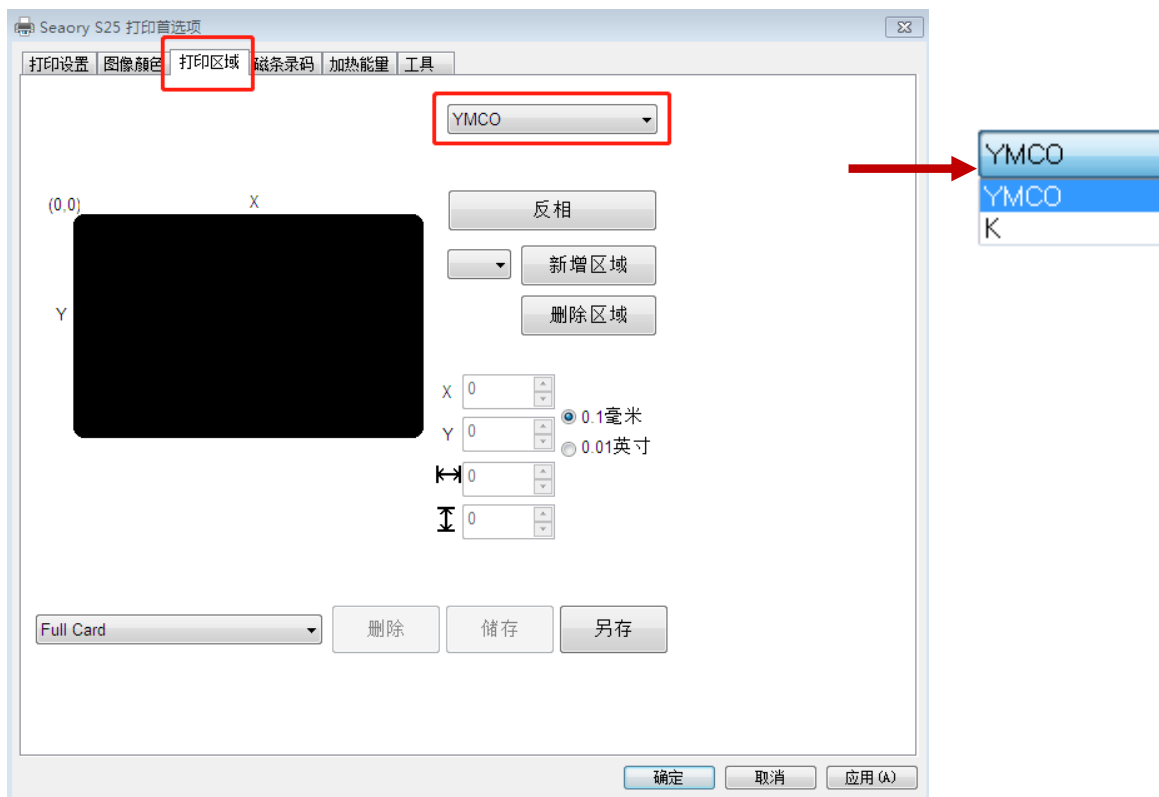 Seaory S25 打印首选项
打印设置 图像颜色 打印区域 磁条录码 加热能量 工具
YMCO
YMCO
YMCO
K
(0,0) X
反相
新增区域
Y
删除区域
X 0
0.1毫米
Y 0
0.01英寸
0
0
Full Card 删除 储存 另存
确定 取消 应用(A)